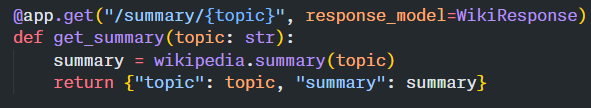 @app.get("/summary/{topic}", response_model=WikiResponse)
def get_summary(topic: str):
    summary = wikipedia.summary(topic)
    return {"topic": topic, "summary": summary}